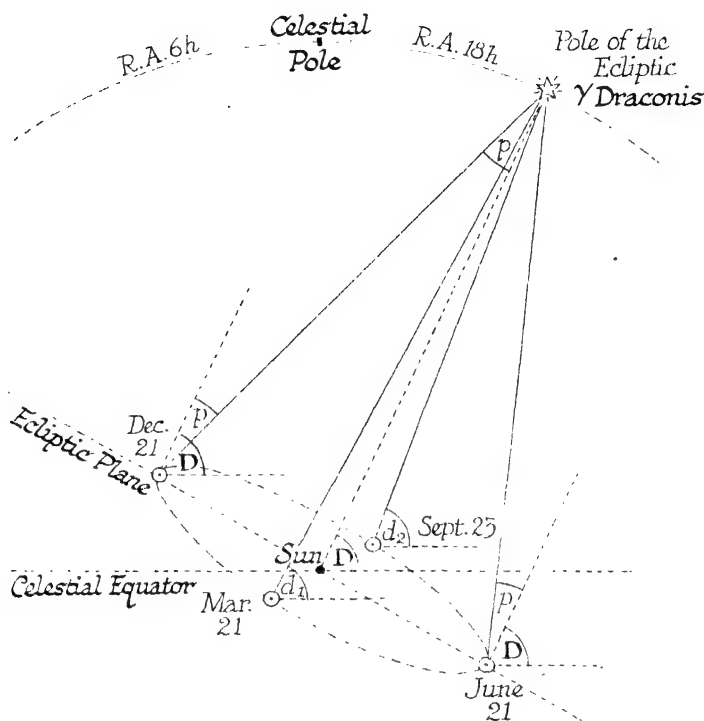 Celestial
Pole
R.A. 6h
R.A. 18h
Pole of the
Ecliptic
γ Draconis
p
Ecliptic Plane
Dec.
21
p
D
Sun
D
d₂
Sept. 23
Celestial Equator
Mar.
21
d₁
p
D
June
21